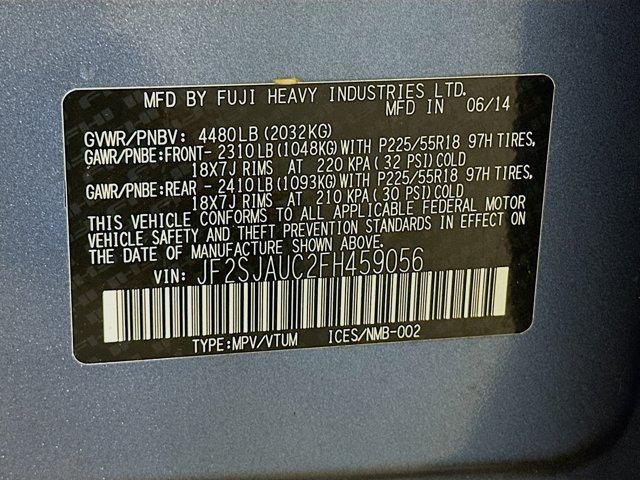 MFD BY FUJI HEAVY INDUSTRIES LTD.
MFD IN 06/14
GVWR/PNBV: 4480LB(2032KG)
GAWR/PNBE:FRONT- 2310LB(1048KG)WITH P225/55R18 97H TIRES,
18X7J RIMS AT 220 KPA(32 PSI)COLD
GAWR/PNBE:REAR - 2410LB(1093KG)WITH P225/55R18 97H TIRES,
18X7J RIMS AT 210 KPA(30 PSI)COLD
THIS VEHICLE CONFORMS TO ALL APPLICABLE FEDERAL MOTOR
VEHICLE SAFETY AND THEFT PREVENTION STANDARDS IN EFFECT ON
THE DATE OF MANUFACTURE SHOWN ABOVE.
VIN: JF2SJAUC2FH459056
TYPE:MPV/VTUM ICES/NMB-002